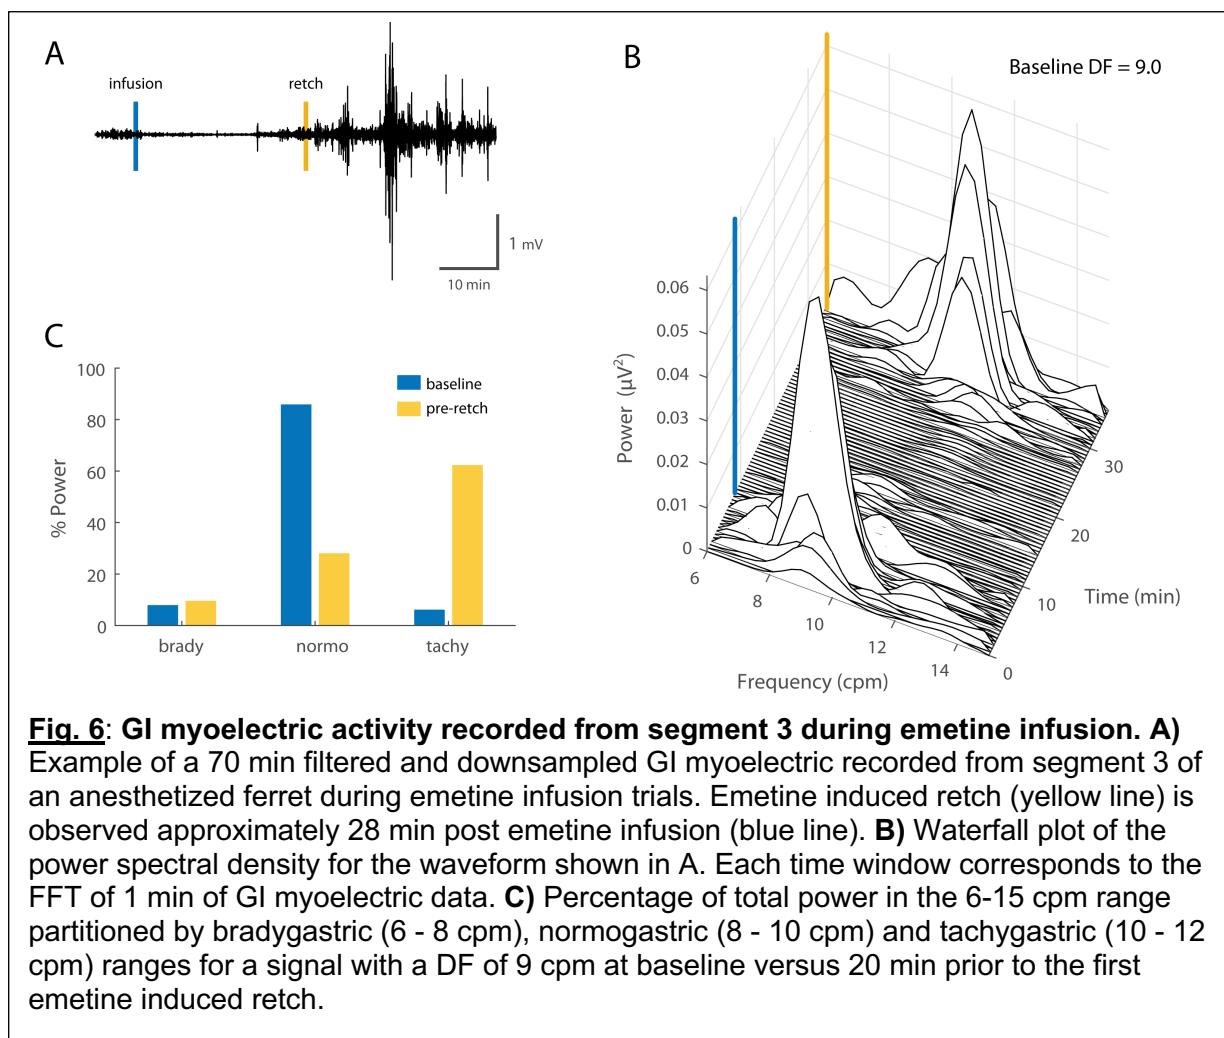 A
infusion
retch
1 mV
10 min
B
Baseline DF = 9.0
0.06
0.05
0.04
0.03
0.02
0.01
0
Power (µV²)
6
8
10
12
14
Frequency (cpm)
0
10
20
30
Time (min)
C
100
80
60
40
20
0
% Power
baseline
pre-retch
brady
normo
tachy
Fig. 6: GI myoelectric activity recorded from segment 3 during emetine infusion. A)
Example of a 70 min filtered and downsampled GI myoelectric recorded from segment 3 of
an anesthetized ferret during emetine infusion trials. Emetine induced retch (yellow line) is
observed approximately 28 min post emetine infusion (blue line). B) Waterfall plot of the
power spectral density for the waveform shown in A. Each time window corresponds to the
FFT of 1 min of GI myoelectric data. C) Percentage of total power in the 6-15 cpm range
partitioned by bradygastric (6 - 8 cpm), normogastric (8 - 10 cpm) and tachygastric (10 - 12
cpm) ranges for a signal with a DF of 9 cpm at baseline versus 20 min prior to the first
emetine induced retch.